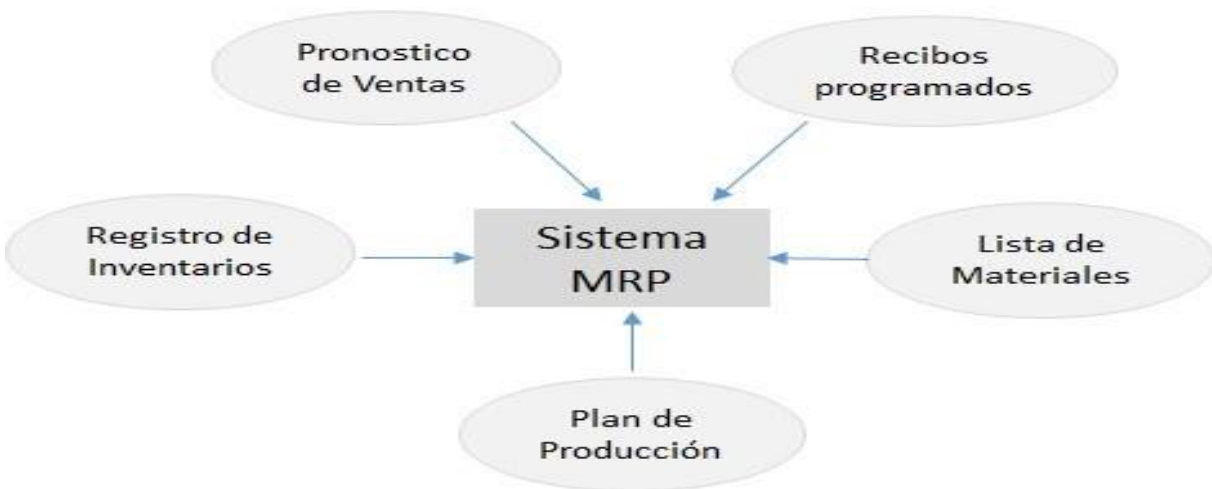 Pronostico
de Ventas
Recibos
programados
Registro de
Inventarios
Sistema
MRP
Lista de
Materiales
Plan de
Producción